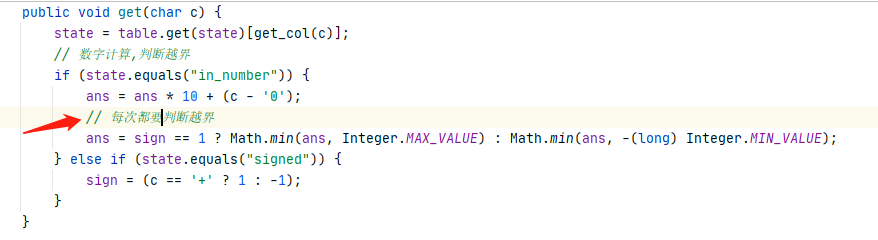 public void get(char c) {
    state = table.get(state)[get_col(c)];
    // 数字计算,判断越界
    if (state.equals("in_number")) {
        ans = ans * 10 + (c - '0');
        // 每次都要判断越界
        ans = sign == 1 ? Math.min(ans, Integer.MAX_VALUE) : Math.min(ans, -(long) Integer.MIN_VALUE);
    } else if (state.equals("signed")) {
        sign = (c == '+' ? 1 : -1);
    }
}